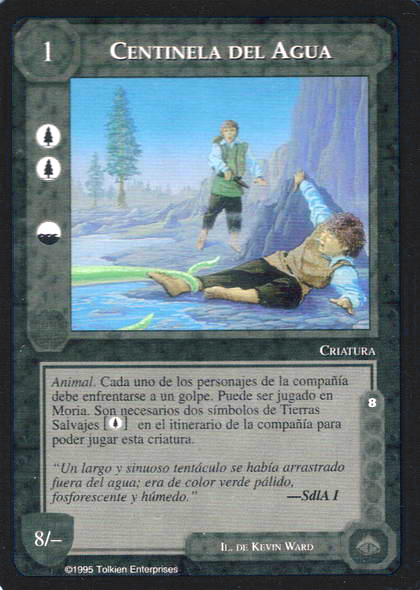 1
CENTINELA DEL AGUA
CRIATURA
Animal. Cada uno de los personajes de la compañía
debe enfrentarse a un golpe. Puede ser jugado en
Moria. Son necesarios dos símbolos de Tierras
Salvajes [ ] en el itinerario de la compañía para
poder jugar esta criatura.
8
“Un largo y sinuoso tentáculo se había arrastrado
fuera del agua; era de color verde pálido,
fosforescente y húmedo.” —SdlA I
8/–
IL. DE KEVIN WARD
©1995 Tolkien Enterprises